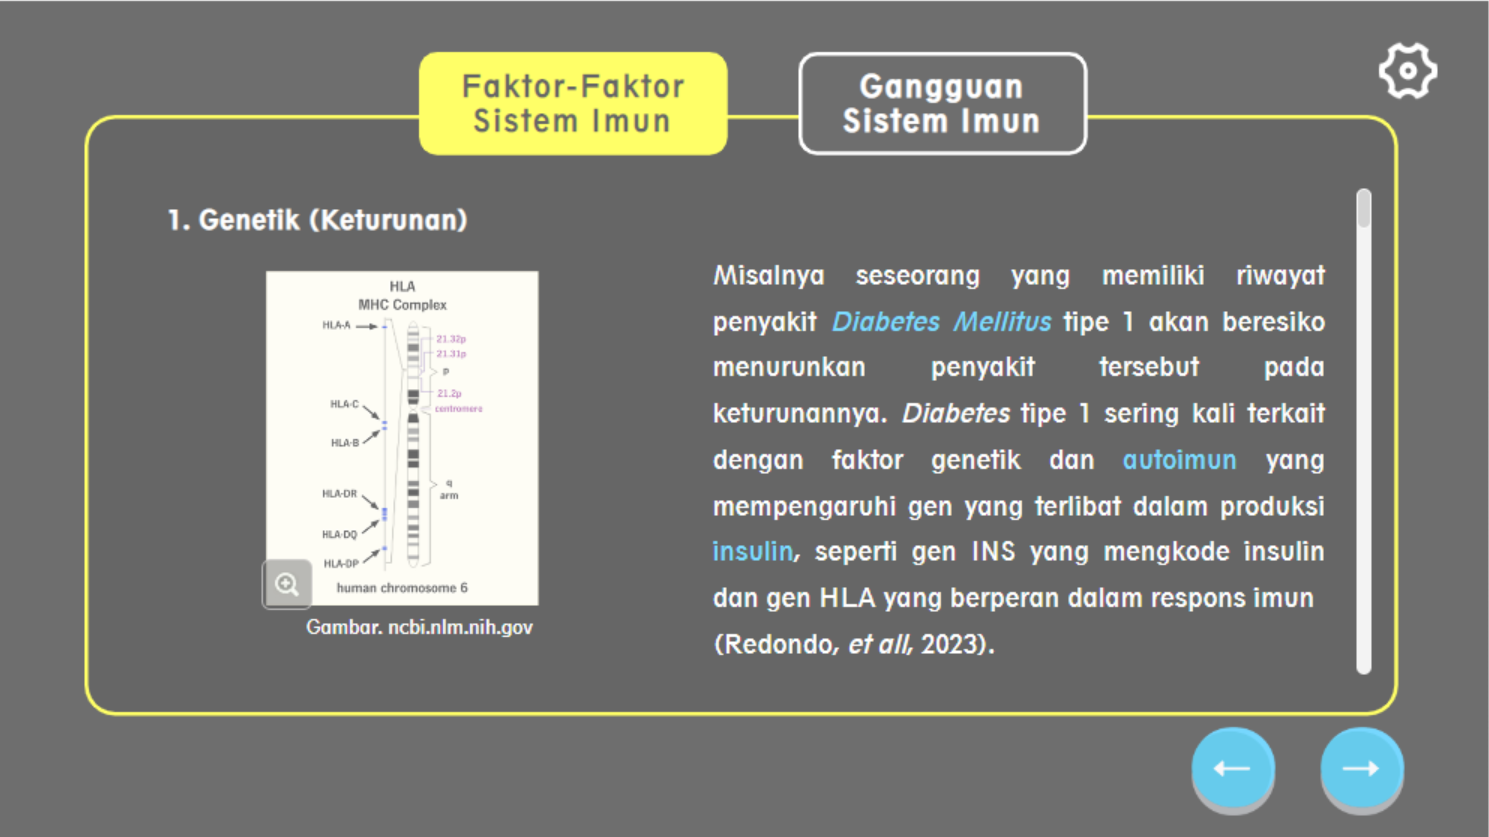 Faktor-Faktor
Sistem Imun
Gangguan
Sistem Imun
1. Genetik (Keturunan)
HLA
MHC Complex
HLA-A
21.32p
21.31p
p
21.2p
centromere
HLA-C
HLA-B
q
arm
HLA-DR
HLA-DQ
HLA-DP
human chromosome 6
Gambar. ncbi.nlm.nih.gov
Misalnya seseorang yang memiliki riwayat
penyakit Diabetes Mellitus tipe 1 akan beresiko
menurunkan penyakit tersebut pada
keturunannya. Diabetes tipe 1 sering kali terkait
dengan faktor genetik dan autoimun yang
mempengaruhi gen yang terlibat dalam produksi
insulin, seperti gen INS yang mengkode insulin
dan gen HLA yang berperan dalam respons imun
(Redondo, et all, 2023).